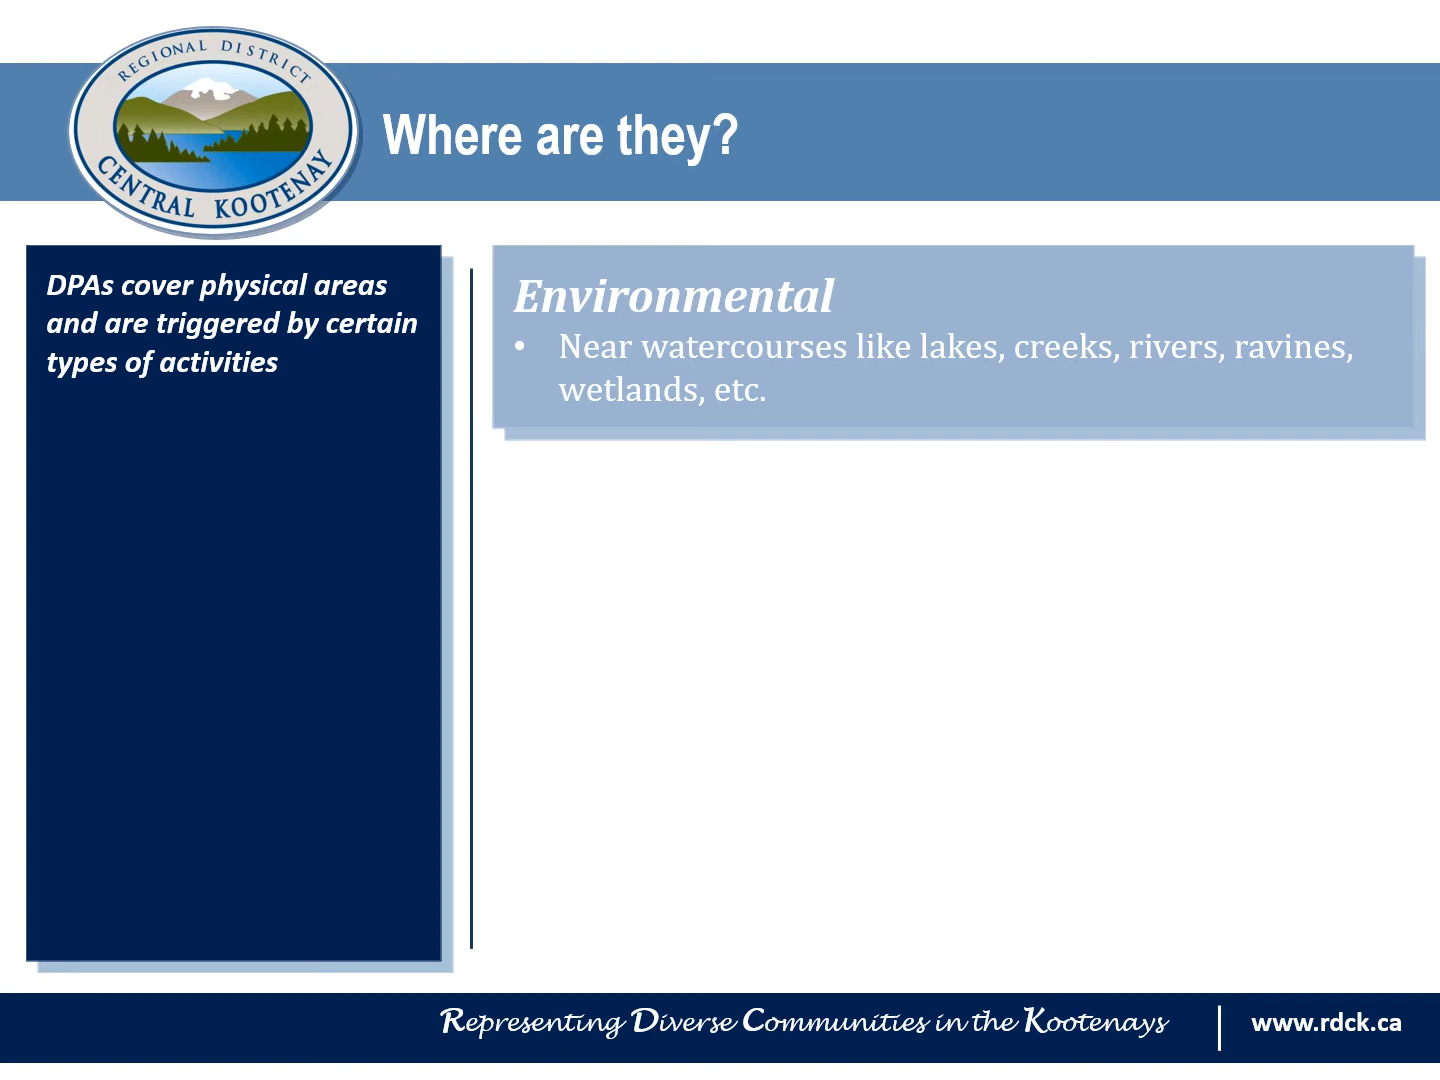 REGIONAL DISTRICT
CENTRAL KOOTENAY
Where are they?
DPAs cover physical areas
and are triggered by certain
types of activities
Environmental
• Near watercourses like lakes, creeks, rivers, ravines,
wetlands, etc.
Representing Diverse Communities in the Kootenays
www.rdck.ca